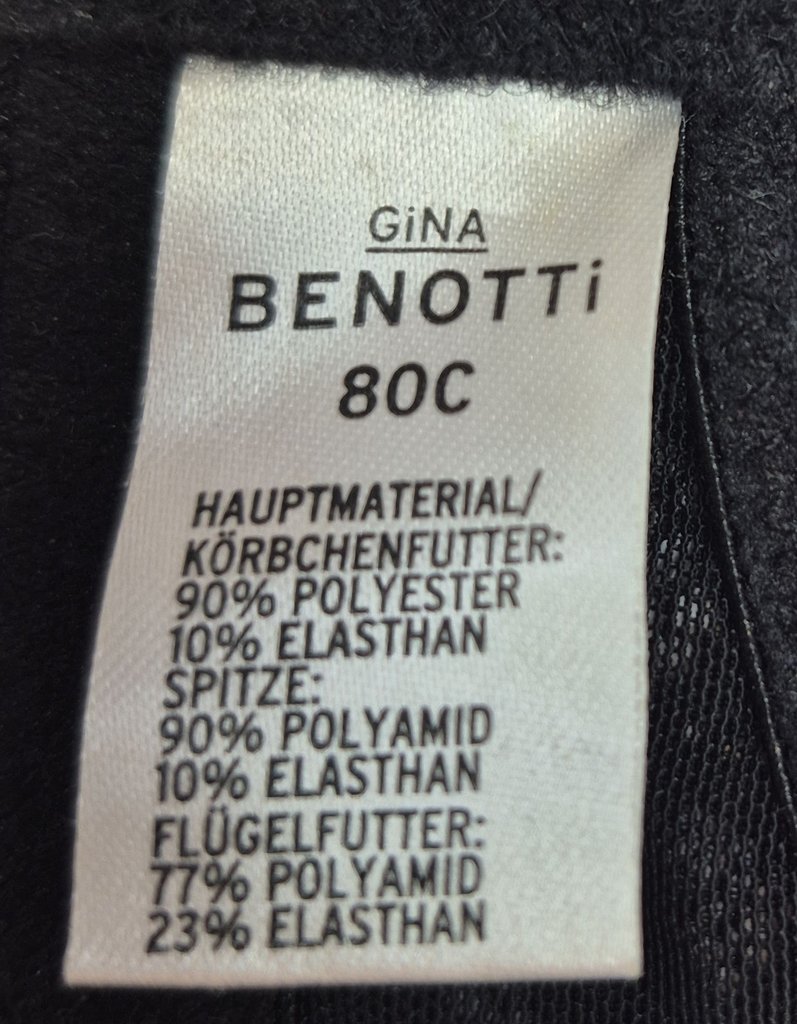 GiNA
BENOTTi
80C
HAUPTMATERIAL/
KÖRBCHENFUTTER:
90% POLYESTER
10% ELASTHAN
SPITZE:
90% POLYAMID
10% ELASTHAN
FLÜGELFUTTER:
77% POLYAMID
23% ELASTHAN